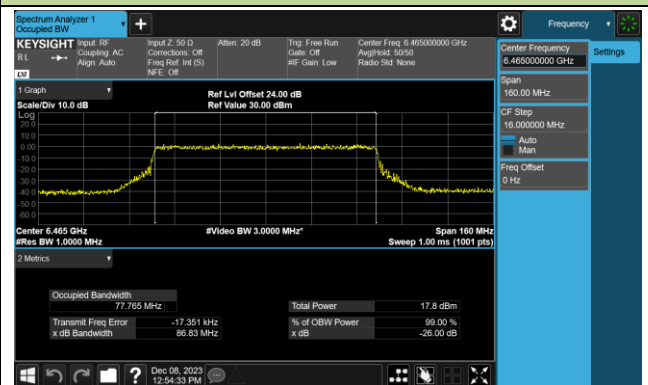 Spectrum Analyzer 1
Occupied BW
+
Frequency
KEYSIGHT
RL
Input: RF
Coupling: AC
Align: Auto
Input Z: 50 Ω
Corrections: Off
Freq Ref: Int (S)
NFE: Off
Atten: 20 dB
Trig: Free Run
Gate: Off
#IF Gain: Low
Center Freq: 6.465000000 GHz
Avg|Hold: 50/50
Radio Std: None
LXI
Center Frequency
6.465000000 GHz
Settings
Span
160.00 MHz
CF Step
16.000000 MHz
Auto
Man
Freq Offset
0 Hz
1 Graph
Scale/Div 10.0 dB
Ref Lvl Offset 24.00 dB
Ref Value 30.00 dBm
Log
20.0
10.0
0.00
-10.0
-20.0
-30.0
-40.0
-50.0
-60.0
Center 6.465 GHz
#Res BW 1.0000 MHz
#Video BW 3.0000 MHz*
Span 160 MHz
Sweep 1.00 ms (1001 pts)
2 Metrics
Occupied Bandwidth
77.765 MHz
Transmit Freq Error -17.351 kHz
x dB Bandwidth 86.83 MHz
Total Power 17.8 dBm
% of OBW Power 99.00 %
x dB -26.00 dB
?
Dec 08, 2023
12:54:33 PM